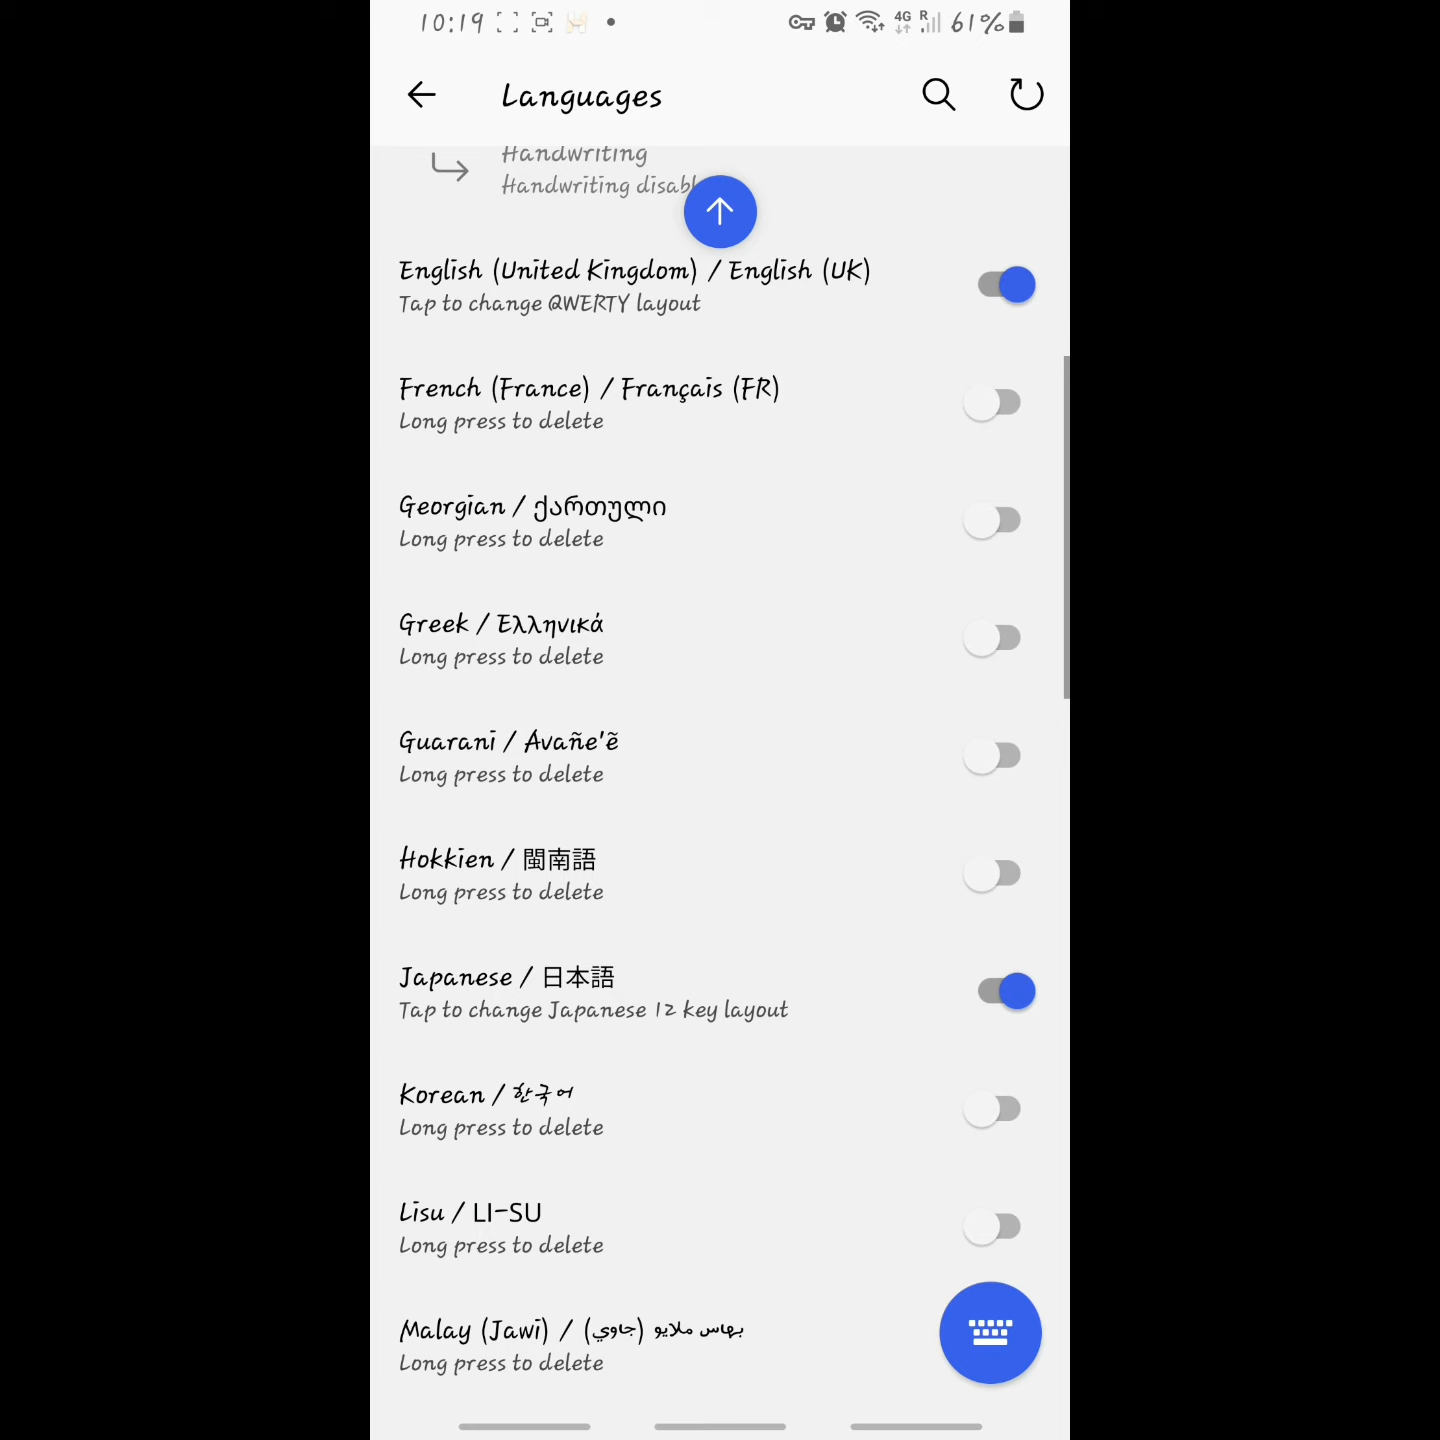 10:19
4G R 61%
Languages
Handwriting
Handwriting disabl
English (United Kingdom) / English (UK)
Tap to change QWERTY layout
French (France) / Français (FR)
Long press to delete
Georgian / ქართული
Long press to delete
Greek / Ελληνικά
Long press to delete
Guarani / Avañe'ẽ
Long press to delete
Hokkien / 閩南語
Long press to delete
Japanese / 日本語
Tap to change Japanese 12 key layout
Korean / 한국어
Long press to delete
Lisu / LI-SU
Long press to delete
Malay (Jawi) / بهاس ملايو (جاوي)
Long press to delete